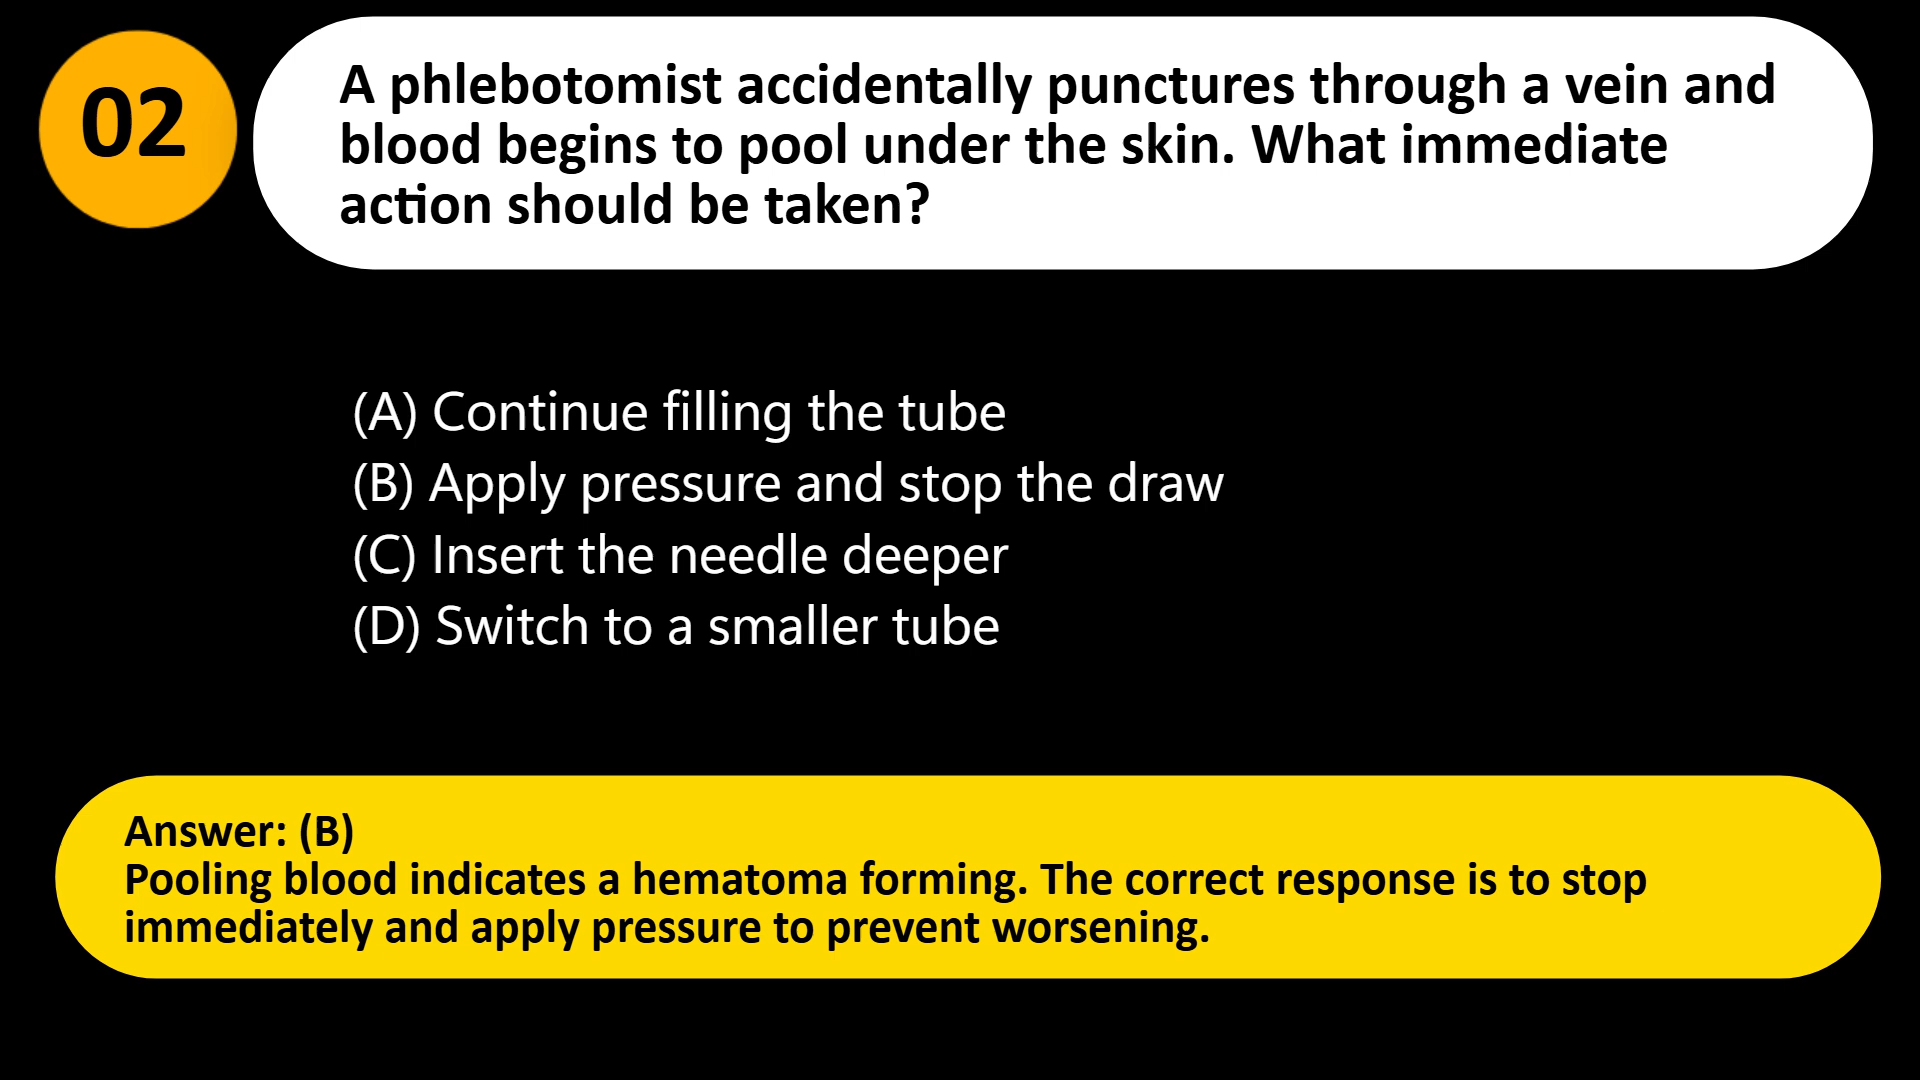 02
A phlebotomist accidentally punctures through a vein and
blood begins to pool under the skin. What immediate
action should be taken?
(A) Continue filling the tube
(B) Apply pressure and stop the draw
(C) Insert the needle deeper
(D) Switch to a smaller tube
Answer: (B)
Pooling blood indicates a hematoma forming. The correct response is to stop
immediately and apply pressure to prevent worsening.